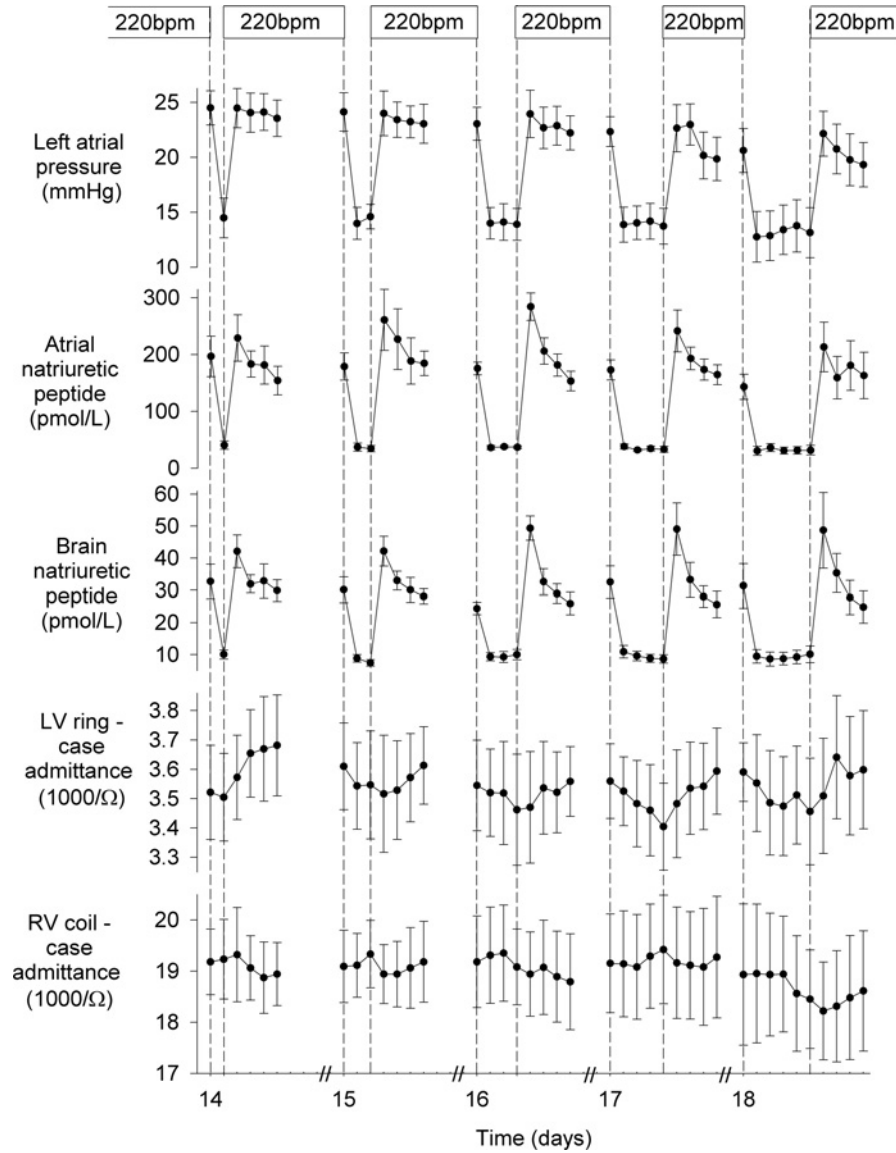 220bpm 220bpm 220bpm 220bpm 220bpm 220bpm
Left atrial
pressure
(mmHg)
25
20
15
10
Atrial
natriuretic
peptide
(pmol/L)
300
200
100
0
Brain
natriuretic
peptide
(pmol/L)
60
50
40
30
20
10
LV ring -
case
admittance
(1000/Ω)
3.8
3.7
3.6
3.5
3.4
3.3
RV coil -
case
admittance
(1000/Ω)
20
19
18
17
14 // 15 // 16 // 17 // 18
Time (days)